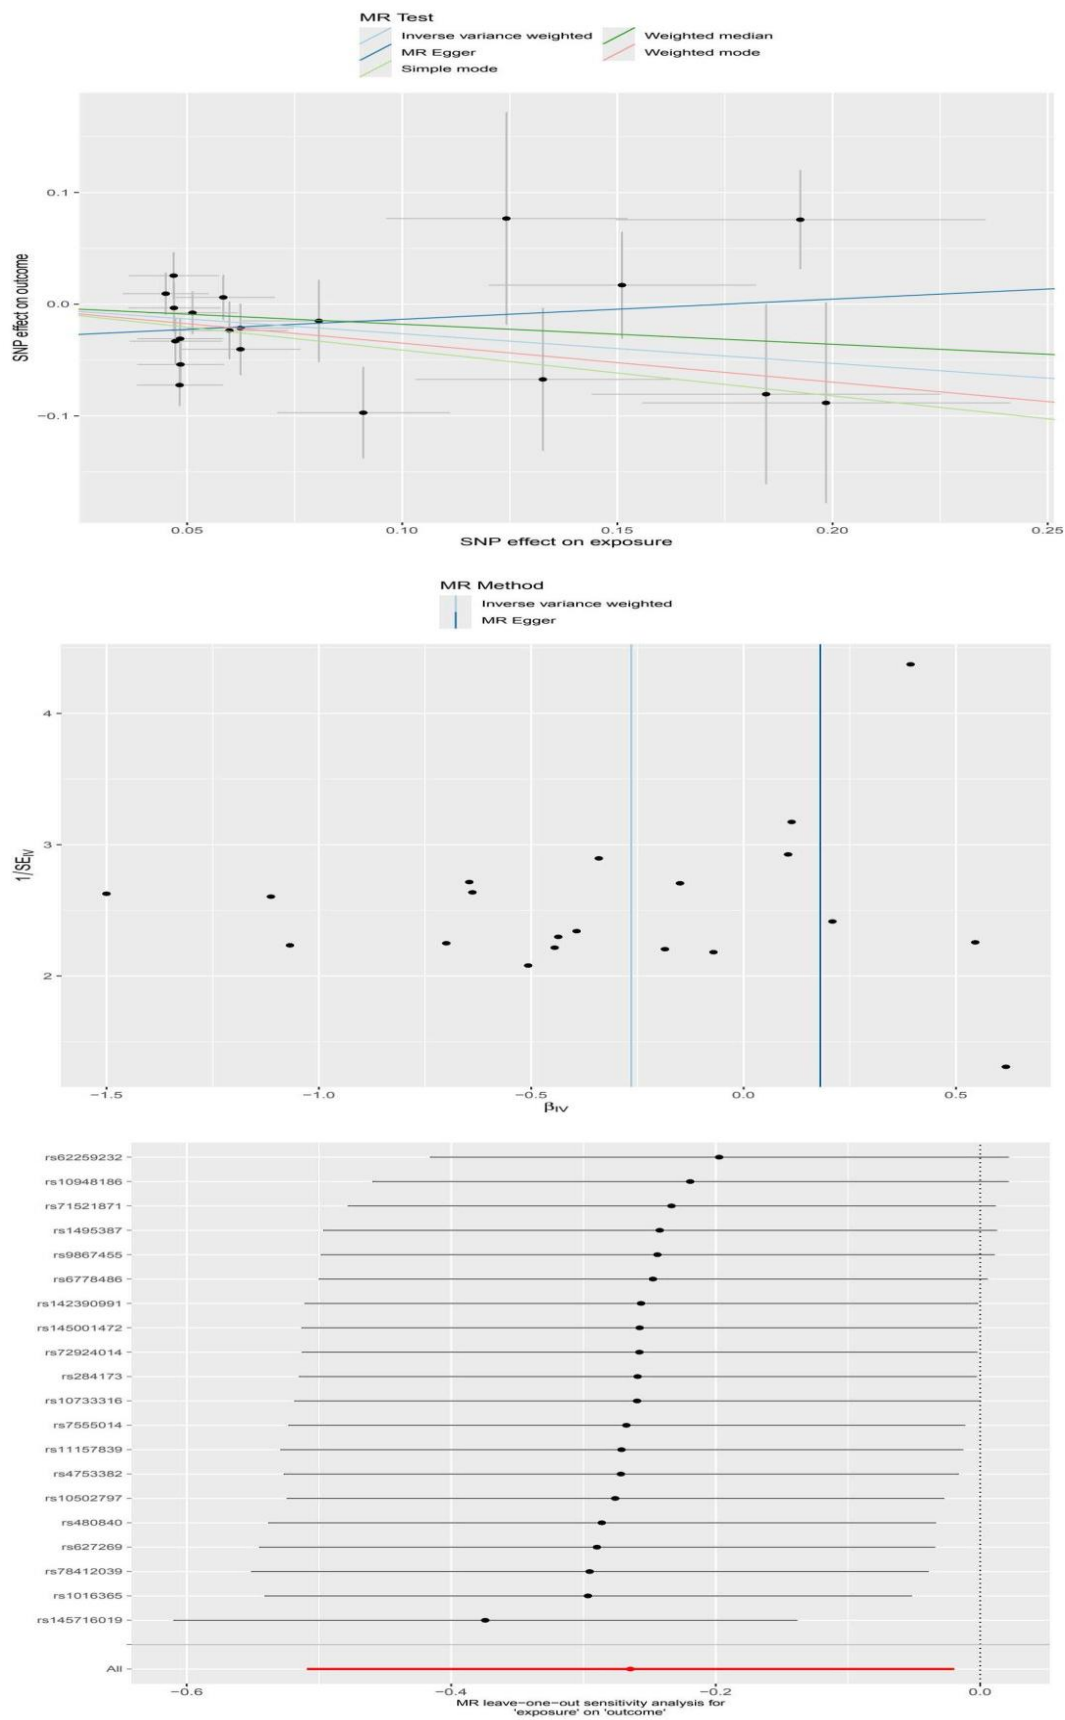 MR Test
Inverse variance weighted
MR Egger
Simple mode
Weighted median
Weighted mode
SNP effect on outcome
0.1
0.0
−0.1
0.05
0.10
0.15
0.20
0.25
SNP effect on exposure
MR Method
Inverse variance weighted
MR Egger
1/SEIV
4
3
2
−1.5
−1.0
−0.5
0.0
0.5
βIV
rs62259232
rs10948186
rs71521871
rs1495387
rs9867455
rs6778486
rs142390991
rs145001472
rs72924014
rs284173
rs10733316
rs7555014
rs11157839
rs4753382
rs10502797
rs480840
rs627269
rs78412039
rs1016365
rs145716019
All
−0.6
−0.4
−0.2
0.0
MR leave−one−out sensitivity analysis for
'exposure' on 'outcome'